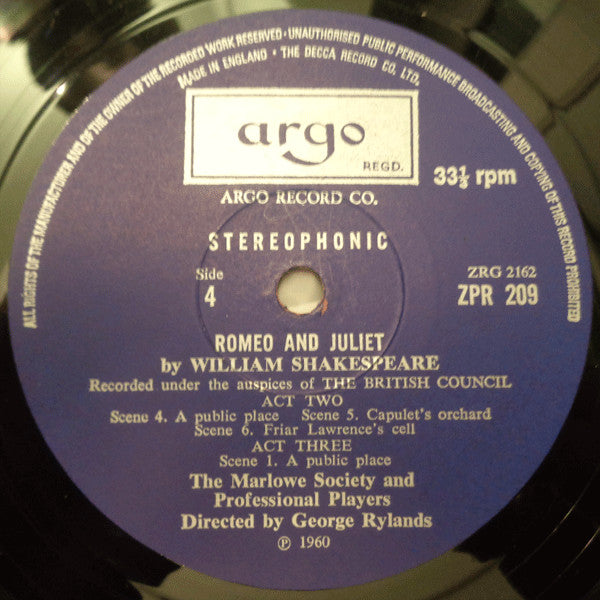 ALL RIGHTS OF THE MANUFACTURER AND OF THE OWNER OF THE RECORDED WORK RESERVED · UNAUTHORISED PUBLIC PERFORMANCE BROADCASTING AND COPYING OF THIS RECORD PROHIBITED
MADE IN ENGLAND · THE DECCA RECORD CO, LTD.
argo
REGD.
33⅓ rpm
ARGO RECORD CO.
STEREOPHONIC
Side
4
ZRG 2162
ZPR 209
ROMEO AND JULIET
by WILLIAM SHAKESPEARE
Recorded under the auspices of THE BRITISH COUNCIL
ACT TWO
Scene 4. A public place Scene 5. Capulet's orchard
Scene 6. Friar Lawrence's cell
ACT THREE
Scene 1. A public place
The Marlowe Society and
Professional Players
Directed by George Rylands
℗ 1960